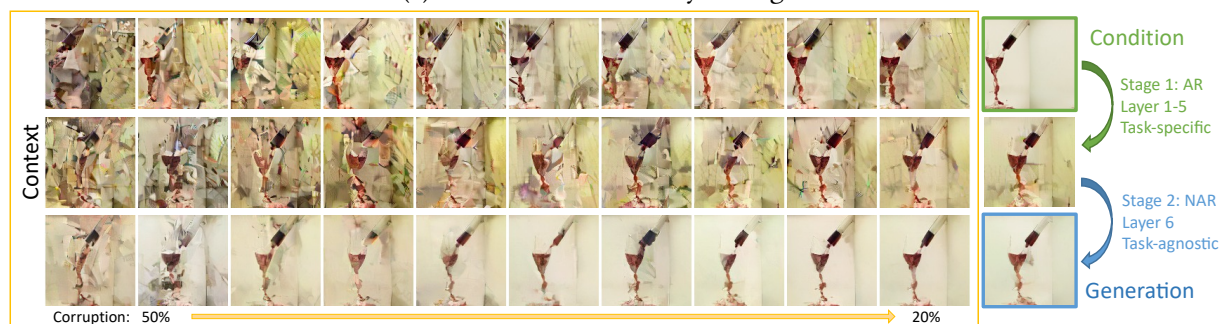 Context
Condition
Stage 1: AR
Layer 1-5
Task-specific
Stage 2: NAR
Layer 6
Task-agnostic
Generation
Corruption: 50%
20%